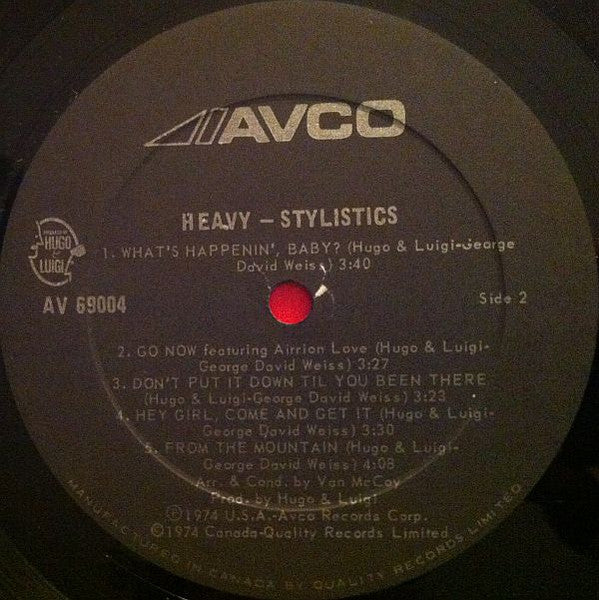 AVCO
HEAVY — STYLISTICS
1. WHAT'S HAPPENIN', BABY? (Hugo & Luigi-George
David Weiss) 3:40
PRODUCED BY
HUGO
&
LUIGI
AV 69004
Side 2
2. GO NOW featuring Airrion Love (Hugo & Luigi-
George David Weiss) 3:27
3. DON'T PUT IT DOWN TIL YOU BEEN THERE
(Hugo & Luigi-George David Weiss) 3:23
4. HEY GIRL, COME AND GET IT (Hugo & Luigi-
George David Weiss) 3:30
5. FROM THE MOUNTAIN (Hugo & Luigi-
George David Weiss) 4:08
Arr. & Cond. by Van McCoy
Prod. by Hugo & Luigi
Ⓟ1974 U.S.A.-Avco Records Corp.
©1974 Canada-Quality Records Limited
MANUFACTURED IN CANADA BY QUALITY RECORDS LIMITED